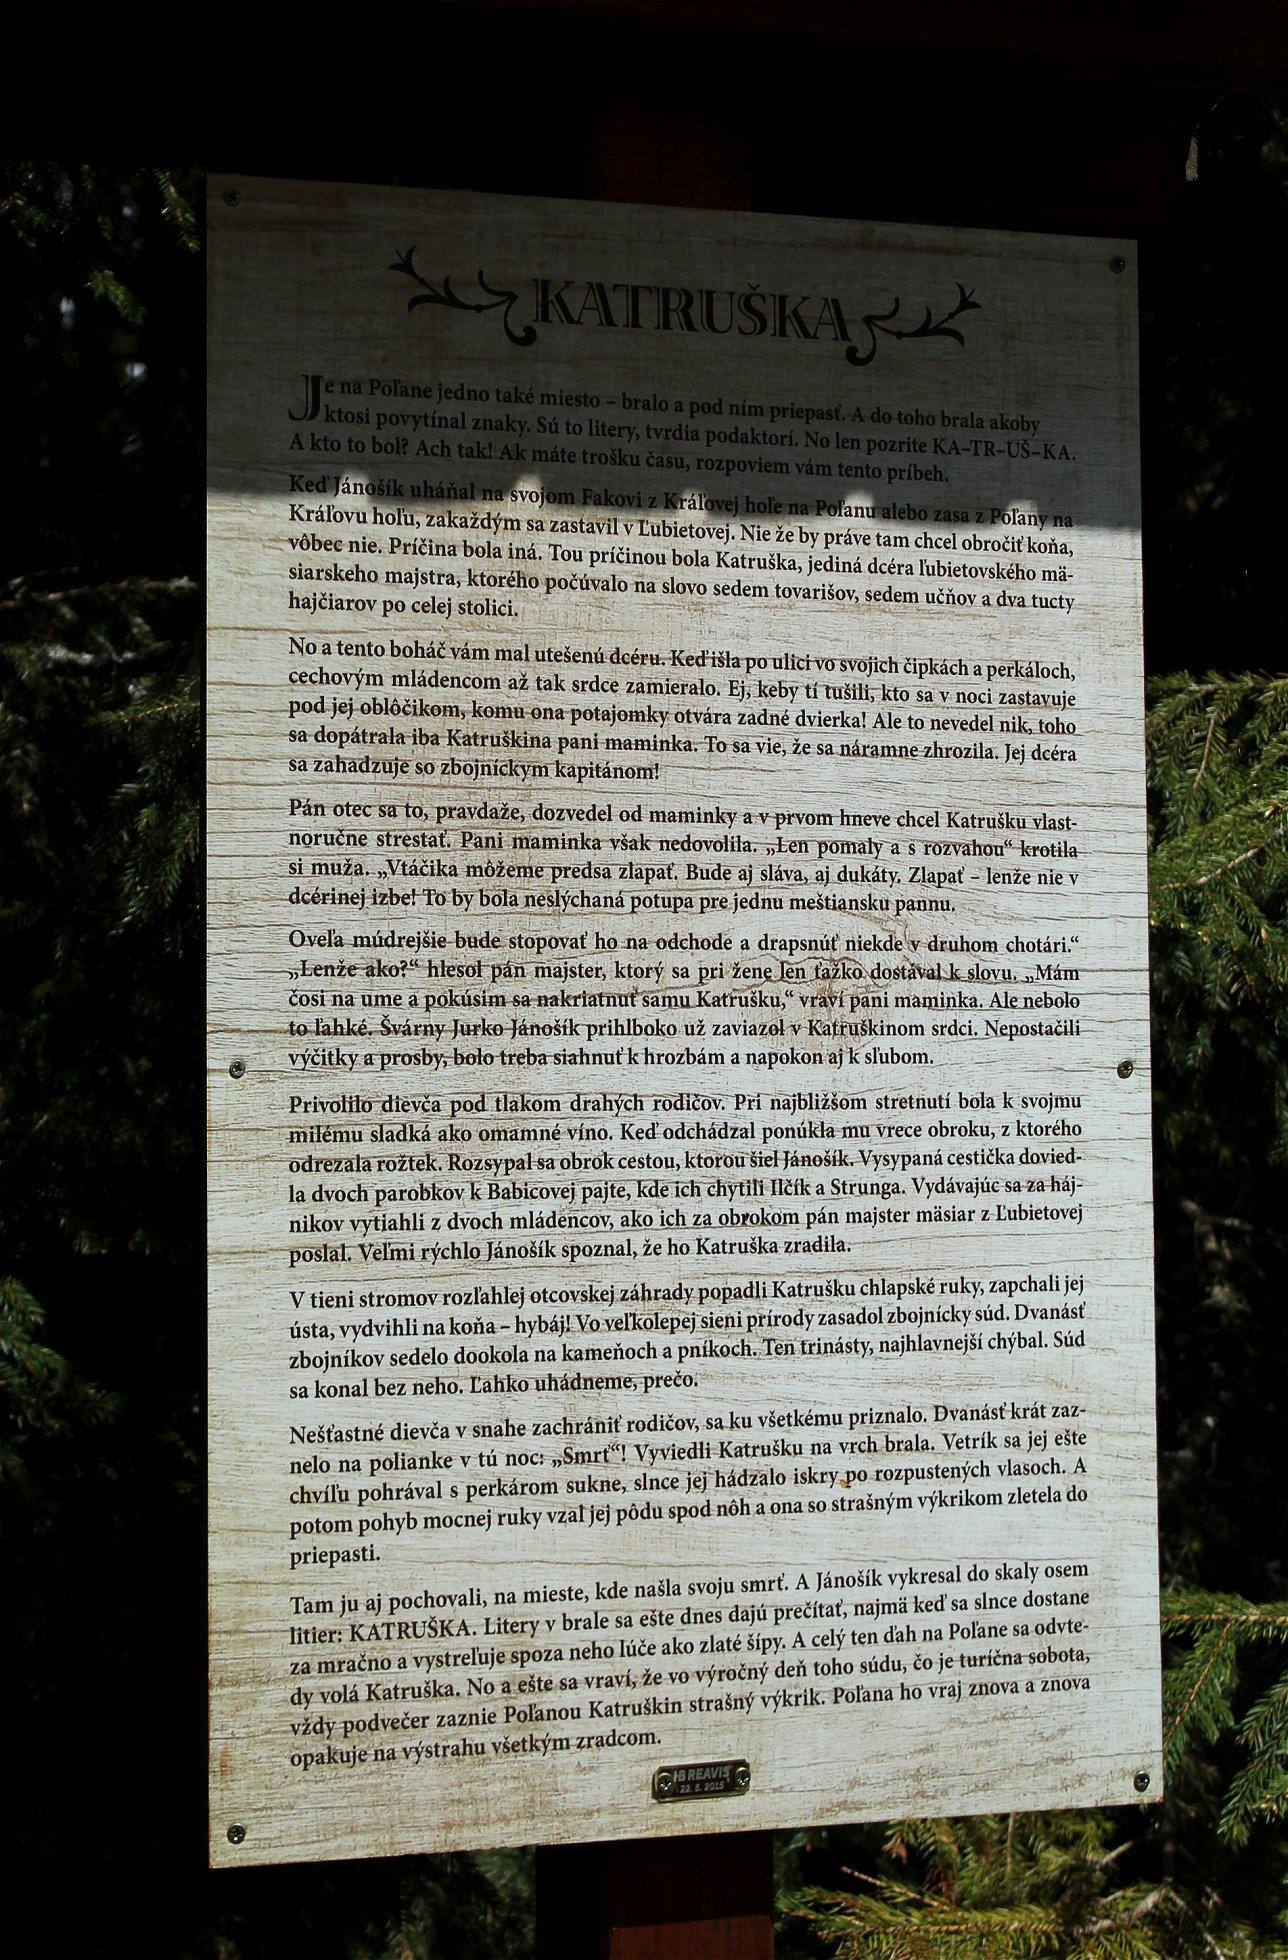 KATRUŠKA
Je na Poľane jedno také miesto – bralo a pod ním priepasť. A do toho brala akoby
ktosi povytínal znaky. Sú to litery, tvrdia podaktorí. No len pozrite KA–TR–UŠ–KA.
A kto to bol? Ach tak! Ak máte trošku času, rozpoviem vám tento príbeh.
Keď Jánošík uháňal na svojom Fakovi z Kráľovej hole na Poľanu alebo zasa z Poľany na
Kráľovu hoľu, zakaždým sa zastavil v Ľubietovej. Nie že by práve tam chcel obročiť koňa,
vôbec nie. Príčina bola iná. Tou príčinou bola Katruška, jediná dcéra ľubietovského mä-
siarskeho majstra, ktorého počúvalo na slovo sedem tovarišov, sedem učňov a dva tucty
hajčiarov po celej stolici.
No a tento boháč vám mal utešenú dcéru. Keď išla po ulici vo svojich čipkách a perkáloch,
cechovým mládencom až tak srdce zamieralo. Ej, keby tí tušili, kto sa v noci zastavuje
pod jej oblôčikom, komu ona potajomky otvára zadné dvierka! Ale to nevedel nik, toho
sa dopátrala iba Katruškina pani maminka. To sa vie, že sa náramne zhrozila. Jej dcéra
sa zahadzuje so zbojníckym kapitánom!
Pán otec sa to, pravdaže, dozvedel od maminky a v prvom hneve chcel Katrušku vlast-
noručne strestať. Pani maminka však nedovolila. „Len pomaly a s rozvahou“ krotila
si muža. „Vtáčika môžeme predsa zlapať. Bude aj sláva, aj dukáty. Zlapať – lenže nie v
dcérinej izbe! To by bola neslýchaná potupa pre jednu meštiansku pannu.
Oveľa múdrejšie bude stopovať ho na odchode a drapsnúť niekde v druhom chotári.“
„Lenže ako?“ hlesol pán majster, ktorý sa pri žene len ťažko dostával k slovu. „Mám
čosi na ume a pokúsim sa nakriatnuť samu Katrušku,“ vraví pani maminka. Ale nebolo
to ľahké. Švárny Jurko Jánošík prihlboko už zaviazol v Katruškinom srdci. Nepostačili
výčitky a prosby, bolo treba siahnuť k hrozbám a napokon aj k sľubom.
Privolilo dievča pod tlakom drahých rodičov. Pri najbližšom stretnutí bola k svojmu
milému sladká ako omamné víno. Keď odchádzal ponúkla mu vrece obroku, z ktorého
odrezala rožtek. Rozsypal sa obrok cestou, ktorou šiel Jánošík. Vysypaná cestička dovied-
la dvoch parobkov k Babicovej pajte, kde ich chytili Ilčík a Strunga. Vydávajúc sa za háj-
nikov vytiahli z dvoch mládencov, ako ich za obrokom pán majster mäsiar z Ľubietovej
poslal. Veľmi rýchlo Jánošík spoznal, že ho Katruška zradila.
V tieni stromov rozľahlej otcovskej záhrady popadli Katrušku chlapské ruky, zapchali jej
ústa, vydvihli na koňa – hybáj! Vo veľkolepej sieni prírody zasadol zbojnícky súd. Dvanásť
zbojníkov sedelo dookola na kameňoch a pníkoch. Ten trinásty, najhlavnejší chýbal. Súd
sa konal bez neho. Ľahko uhádneme, prečo.
Nešťastné dievča v snahe zachrániť rodičov, sa ku všetkému priznalo. Dvanásť krát zaz-
nelo na polianke v tú noc: „Smrť“! Vyviedli Katrušku na vrch brala. Vetrík sa jej ešte
chvíľu pohrával s perkárom sukne, slnce jej hádzalo iskry po rozpustených vlasoch. A
potom pohyb mocnej ruky vzal jej pôdu spod nôh a ona so strašným výkrikom zletela do
priepasti.
Tam ju aj pochovali, na mieste, kde našla svoju smrť. A Jánošík vykresal do skaly osem
litier: KATRUŠKA. Litery v brale sa ešte dnes dajú prečítať, najmä keď sa slnce dostane
za mračno a vystreľuje spoza neho lúče ako zlaté šípy. A celý ten ďah na Poľane sa odvte-
dy volá Katruška. No a ešte sa vraví, že vo výročný deň toho súdu, čo je turíčna sobota,
vždy podvečer zaznie Poľanou Katruškin strašný výkrik. Poľana ho vraj znova a znova
opakuje na výstrahu všetkým zradcom.
HB REAVIS
22. 5. 2015